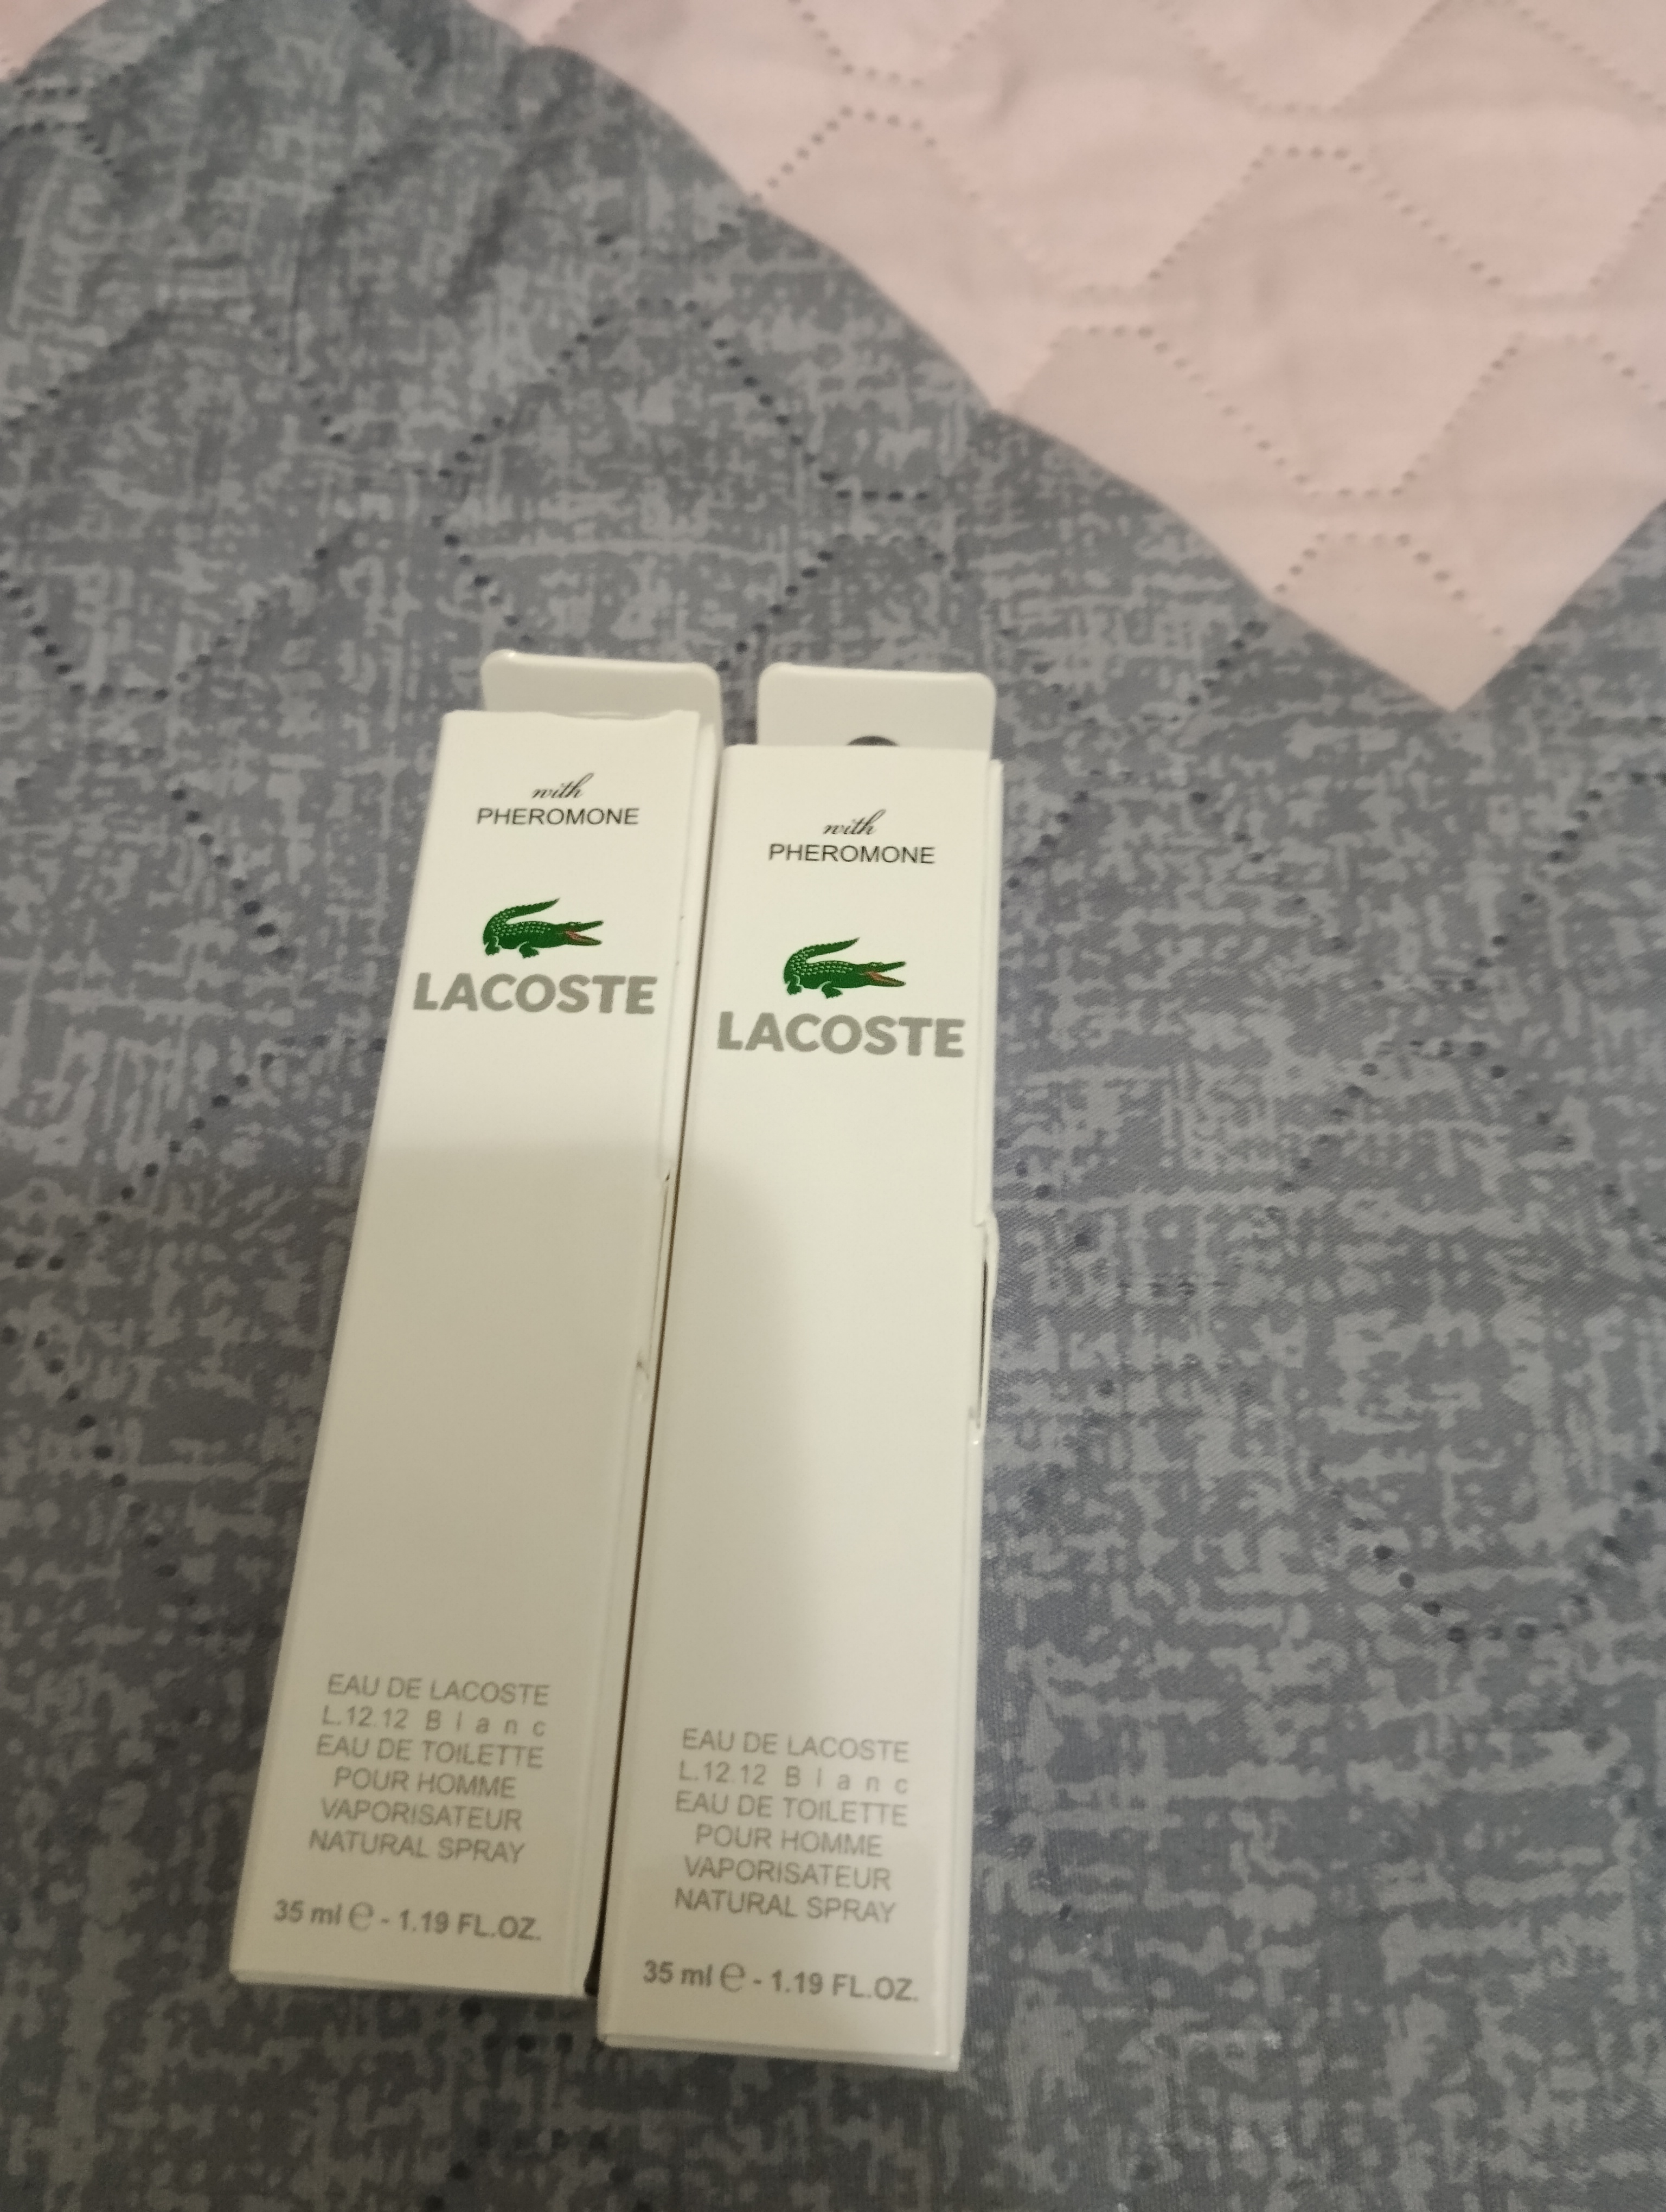 with
PHEROMONE
LACOSTE
EAU DE LACOSTE
L.12.12 Blanc
EAU DE TOILETTE
POUR HOMME
VAPORISATEUR
NATURAL SPRAY
35 ml ℮ - 1.19 FL.OZ.
with
PHEROMONE
LACOSTE
EAU DE LACOSTE
L.12.12 Blanc
EAU DE TOILETTE
POUR HOMME
VAPORISATEUR
NATURAL SPRAY
35 ml ℮ - 1.19 FL.OZ.